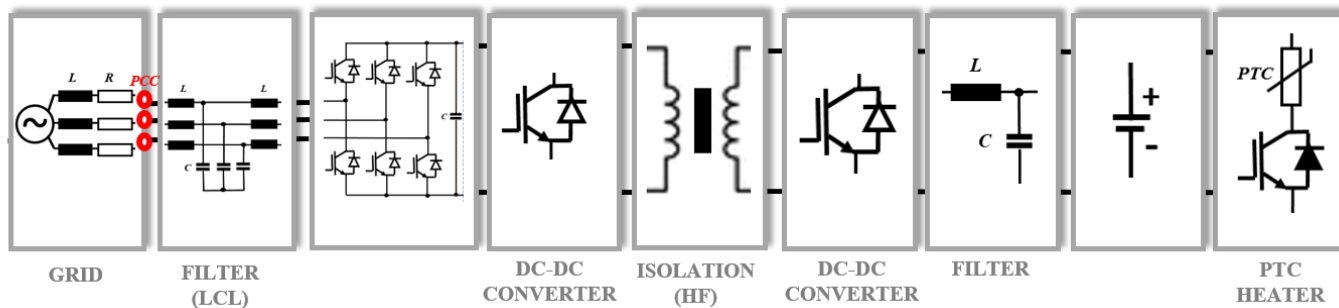 L R PCC
L L
C
C
L
C
+
-
PTC
GRID
FILTER
(LCL)
DC-DC
CONVERTER
ISOLATION
(HF)
DC-DC
CONVERTER
FILTER
PTC
HEATER